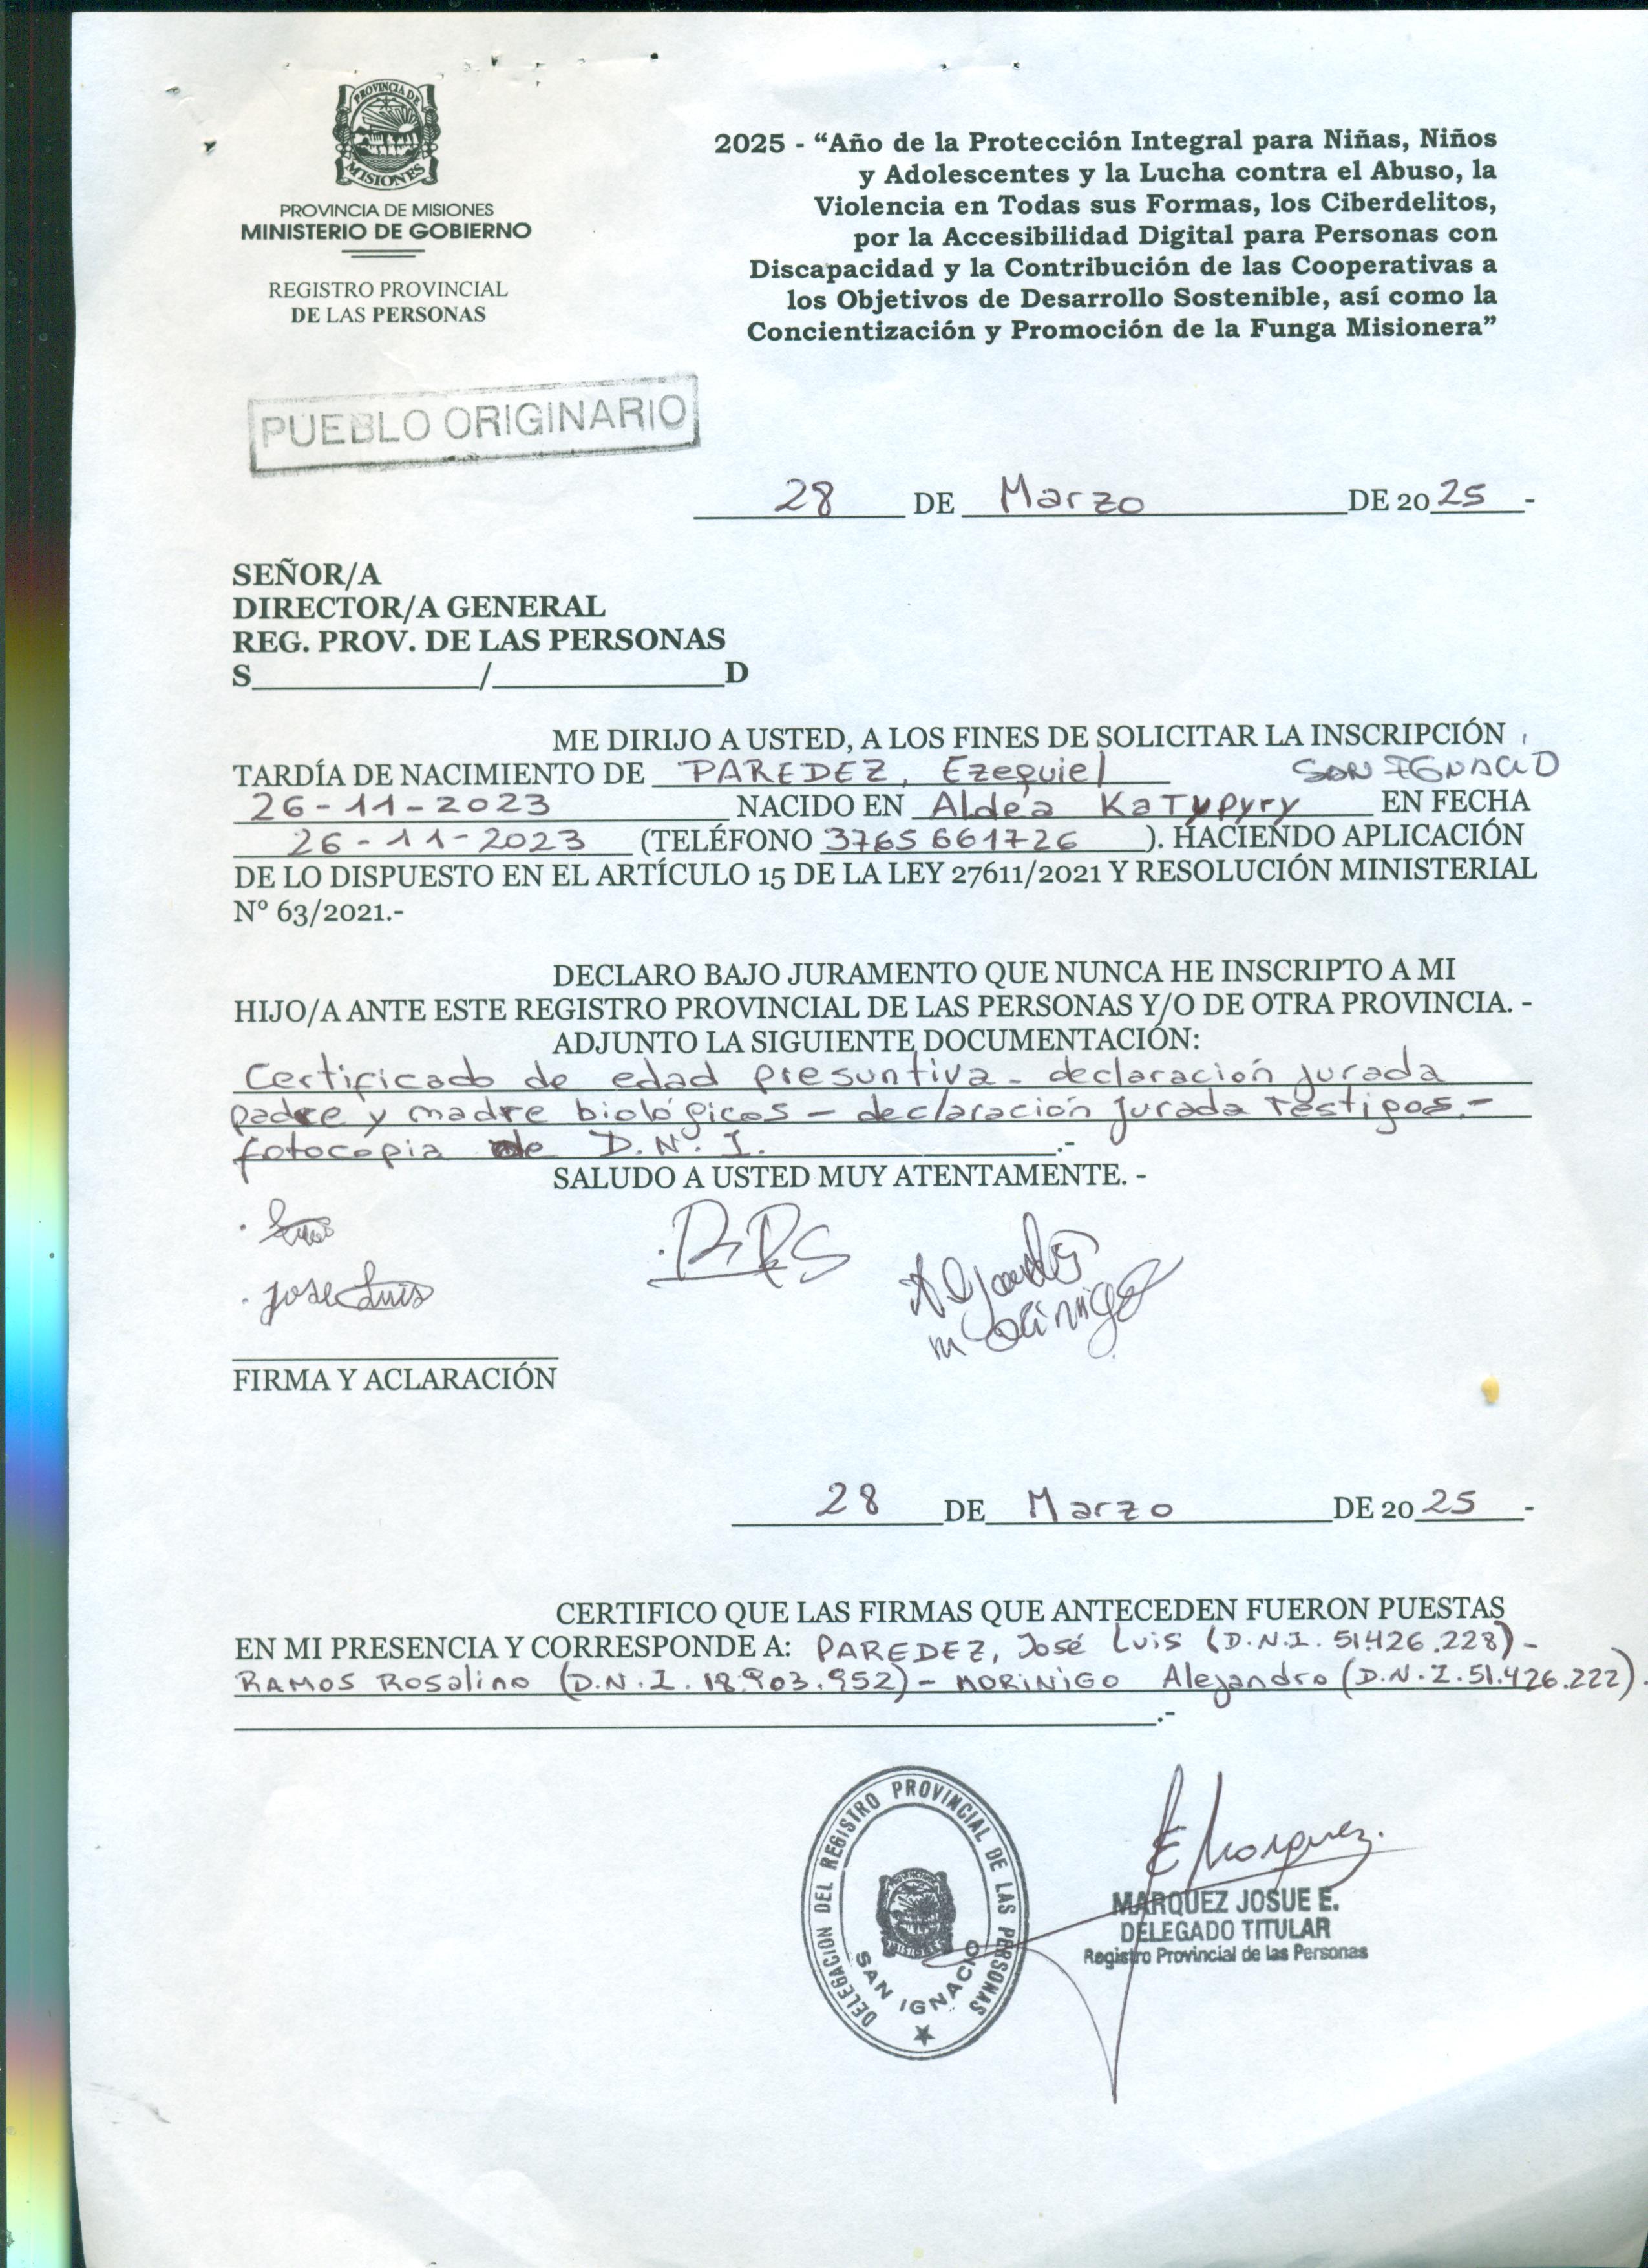 PROVINCIA DE
MISIONES
PROVINCIA DE MISIONES
MINISTERIO DE GOBIERNO
REGISTRO PROVINCIAL
DE LAS PERSONAS
2025 - “Año de la Protección Integral para Niñas, Niños
y Adolescentes y la Lucha contra el Abuso, la
Violencia en Todas sus Formas, los Ciberdelitos,
por la Accesibilidad Digital para Personas con
Discapacidad y la Contribución de las Cooperativas a
los Objetivos de Desarrollo Sostenible, así como la
Concientización y Promoción de la Funga Misionera”
PUEBLO ORIGINARIO
28 DE Marzo DE 2025-
SEÑOR/A
DIRECTOR/A GENERAL
REG. PROV. DE LAS PERSONAS
S______________/______________D
ME DIRIJO A USTED, A LOS FINES DE SOLICITAR LA INSCRIPCIÓN
TARDÍA DE NACIMIENTO DE PAREDEZ, Ezequiel SAN IGNACIO
26-11-2023 NACIDO EN Aldea Katypyry EN FECHA
26-11-2023 (TELÉFONO 3765 661726 ). HACIENDO APLICACIÓN
DE LO DISPUESTO EN EL ARTÍCULO 15 DE LA LEY 27611/2021 Y RESOLUCIÓN MINISTERIAL
N° 63/2021.-
DECLARO BAJO JURAMENTO QUE NUNCA HE INSCRIPTO A MI
HIJO/A ANTE ESTE REGISTRO PROVINCIAL DE LAS PERSONAS Y/O DE OTRA PROVINCIA. -
ADJUNTO LA SIGUIENTE DOCUMENTACIÓN:
Certificado de edad presuntiva - declaración jurada
padre y madre biológicos - declaración jurada testigos.-
fotocopia de D.N.I. .-
SALUDO A USTED MUY ATENTAMENTE. -
. RRS
. Jose Luis
Alejandro
Morinigo
FIRMA Y ACLARACIÓN
28 DE Marzo DE 2025-
CERTIFICO QUE LAS FIRMAS QUE ANTECEDEN FUERON PUESTAS
EN MI PRESENCIA Y CORRESPONDE A: PAREDEZ, José Luis (D.N.I. 51.426.228) -
RAMOS Rosalino (D.N.I. 18.903.952) - MORINIGO Alejandro (D.N.I. 51.426.222).
.-
DELEGACION DEL REGISTRO PROVINCIAL DE LAS PERSONAS
SAN IGNACIO
E Marquez.
MARQUEZ JOSUE E.
DELEGADO TITULAR
Registro Provincial de las Personas